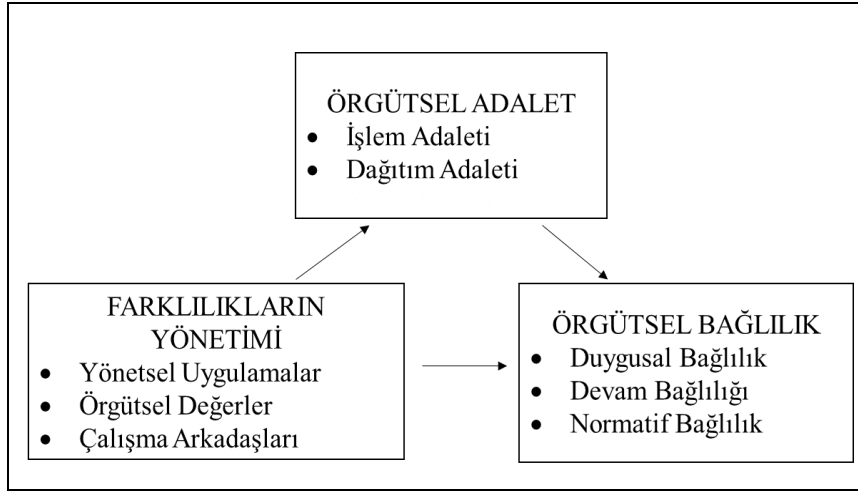 ÖRGÜTSEL ADALET
• İşlem Adaleti
• Dağıtım Adaleti
FARKLILIKLARIN
YÖNETİMİ
• Yönetsel Uygulamalar
• Örgütsel Değerler
• Çalışma Arkadaşları
ÖRGÜTSEL BAĞLILIK
• Duygusal Bağlılık
• Devam Bağlılığı
• Normatif Bağlılık